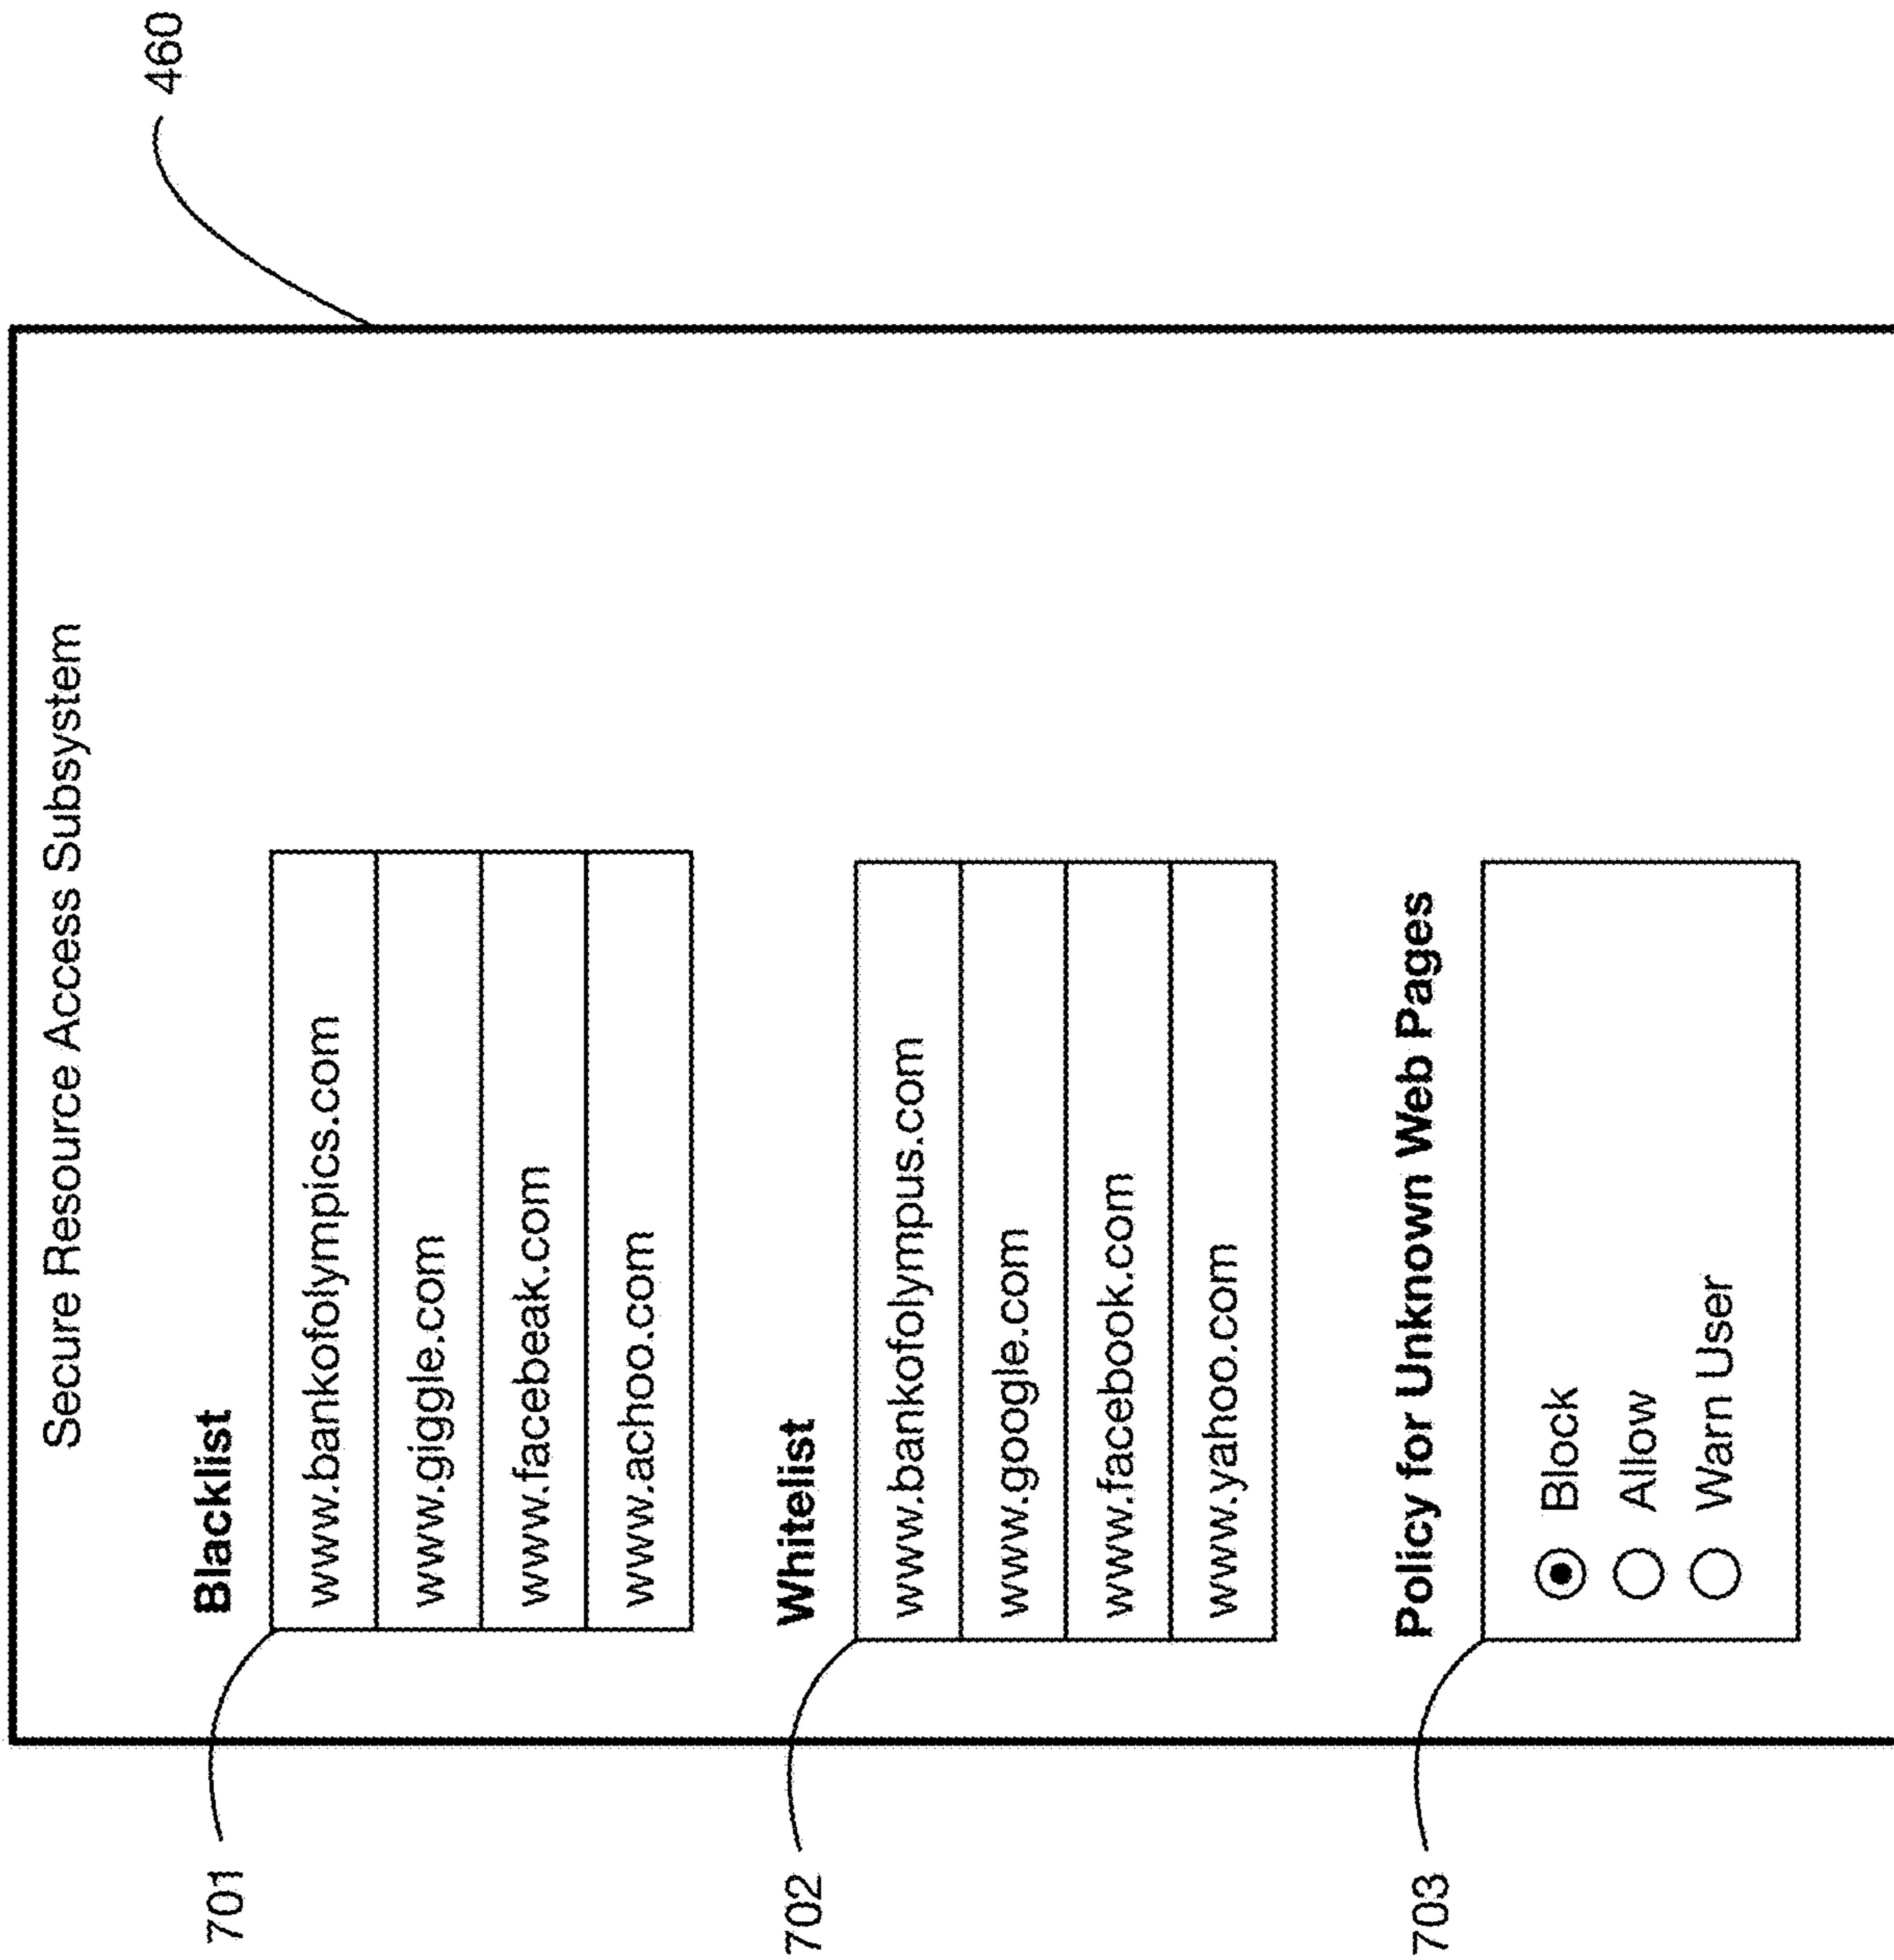 460
Secure Resource Access Subsystem
701
Blacklist
www.bankofolympics.com
www.giggle.com
www.facebeak.com
www.achoo.com
702
Whitelist
www.bankofolympus.com
www.google.com
www.facebook.com
www.yahoo.com
703
Policy for Unknown Web Pages
Block
Allow
Warn User